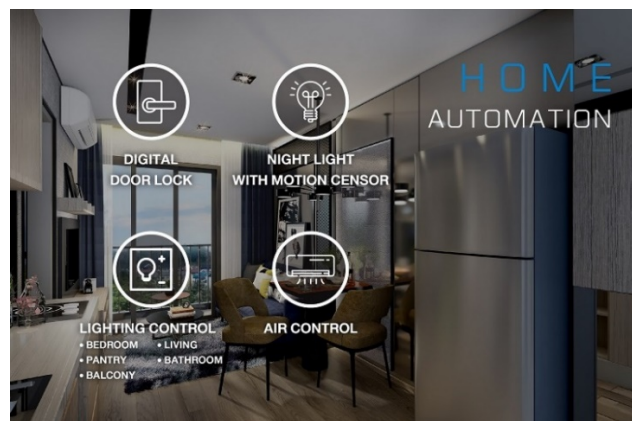 HOME
AUTOMATION
DIGITAL
DOOR LOCK
NIGHT LIGHT
WITH MOTION CENSOR
LIGHTING CONTROL
• BEDROOM • LIVING
• PANTRY • BATHROOM
• BALCONY
AIR CONTROL